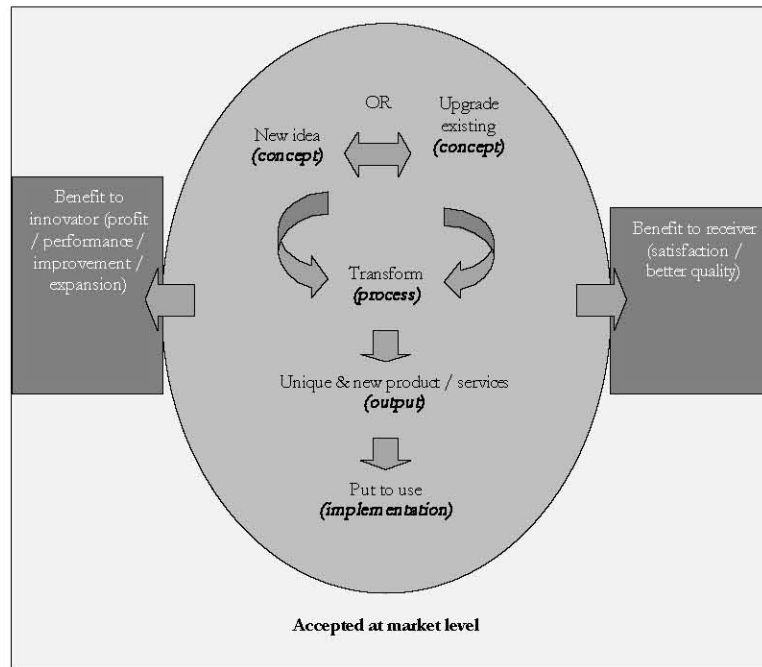 OR
Upgrade
existing
(concept)
New idea
(concept)
Benefit to
innovator (profit
/ performance /
improvement /
expansion)
Benefit to receiver
(satisfaction /
better quality)
Transform
(process)
Unique & new product / services
(output)
Put to use
(implementation)
Accepted at market level